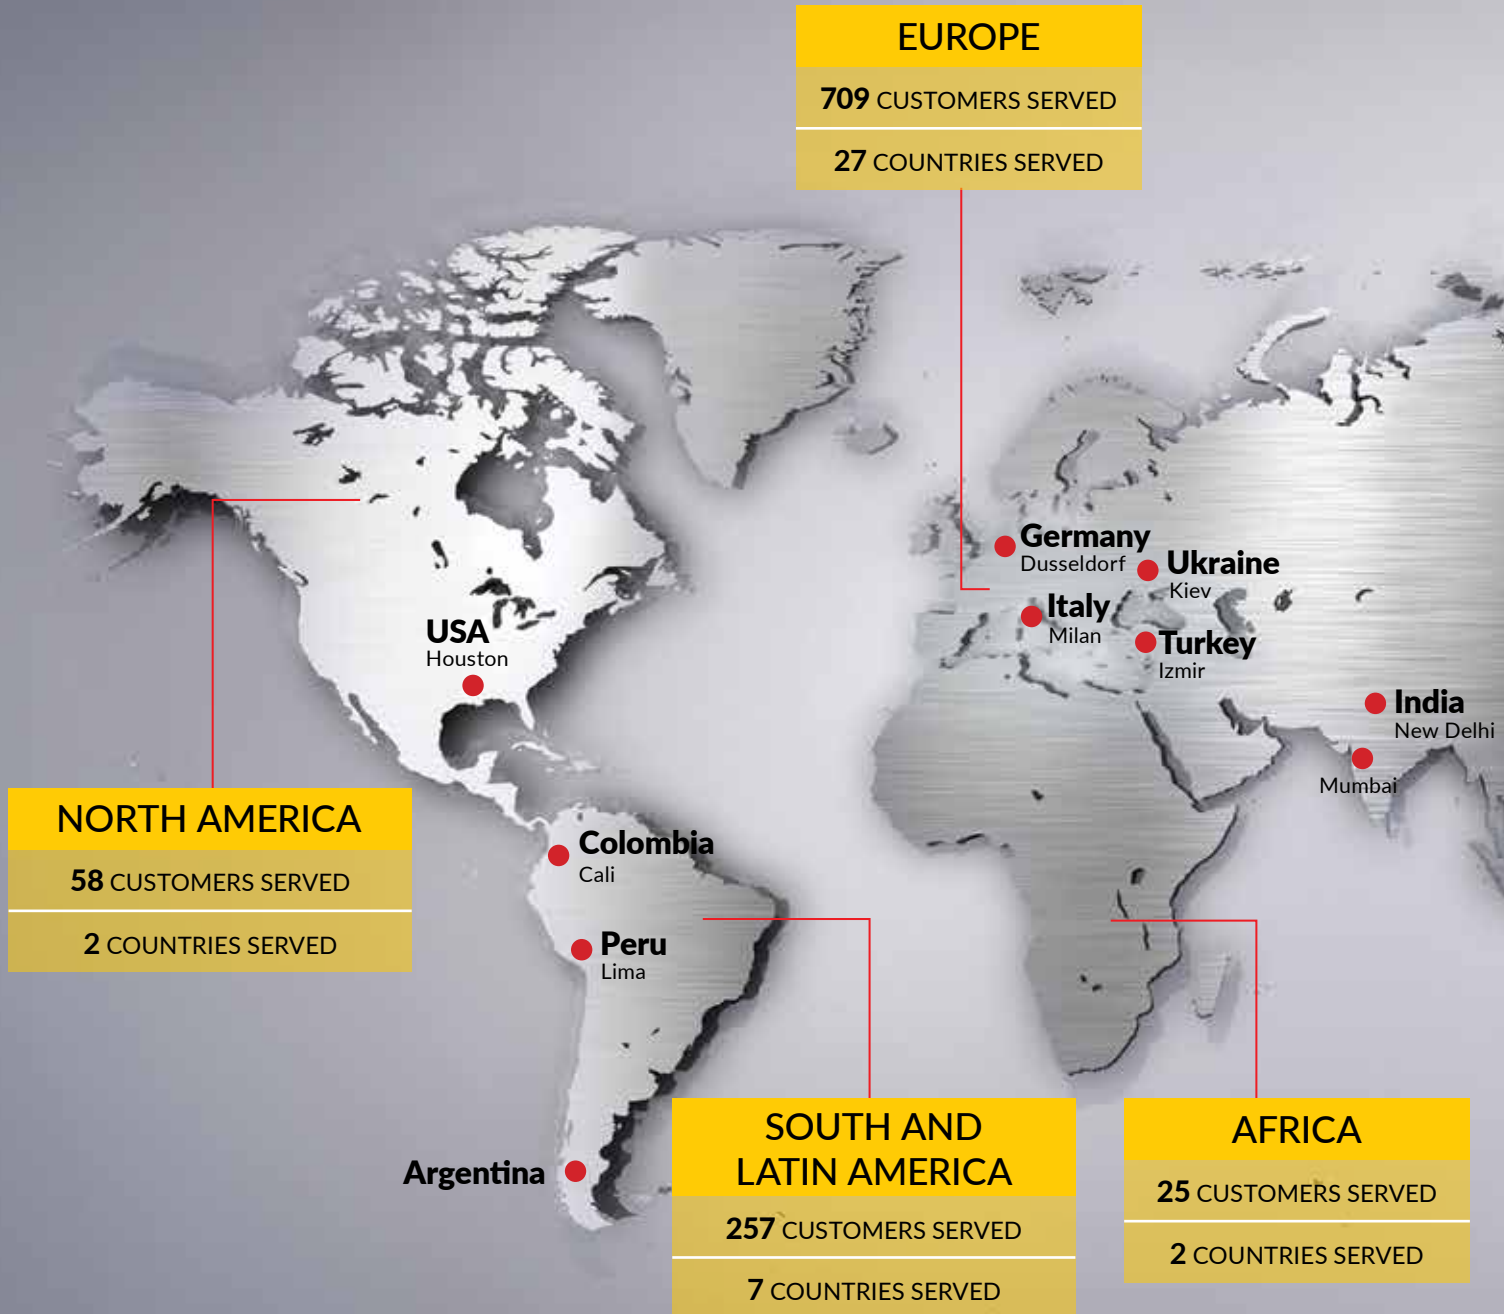 EUROPE
709 CUSTOMERS SERVED
27 COUNTRIES SERVED
Germany
Dusseldorf
Ukraine
Kiev
Italy
Milan
Turkey
Izmir
USA
Houston
India
New Delhi
Mumbai
NORTH AMERICA
58 CUSTOMERS SERVED
2 COUNTRIES SERVED
Colombia
Cali
Peru
Lima
Argentina
SOUTH AND
LATIN AMERICA
257 CUSTOMERS SERVED
7 COUNTRIES SERVED
AFRICA
25 CUSTOMERS SERVED
2 COUNTRIES SERVED